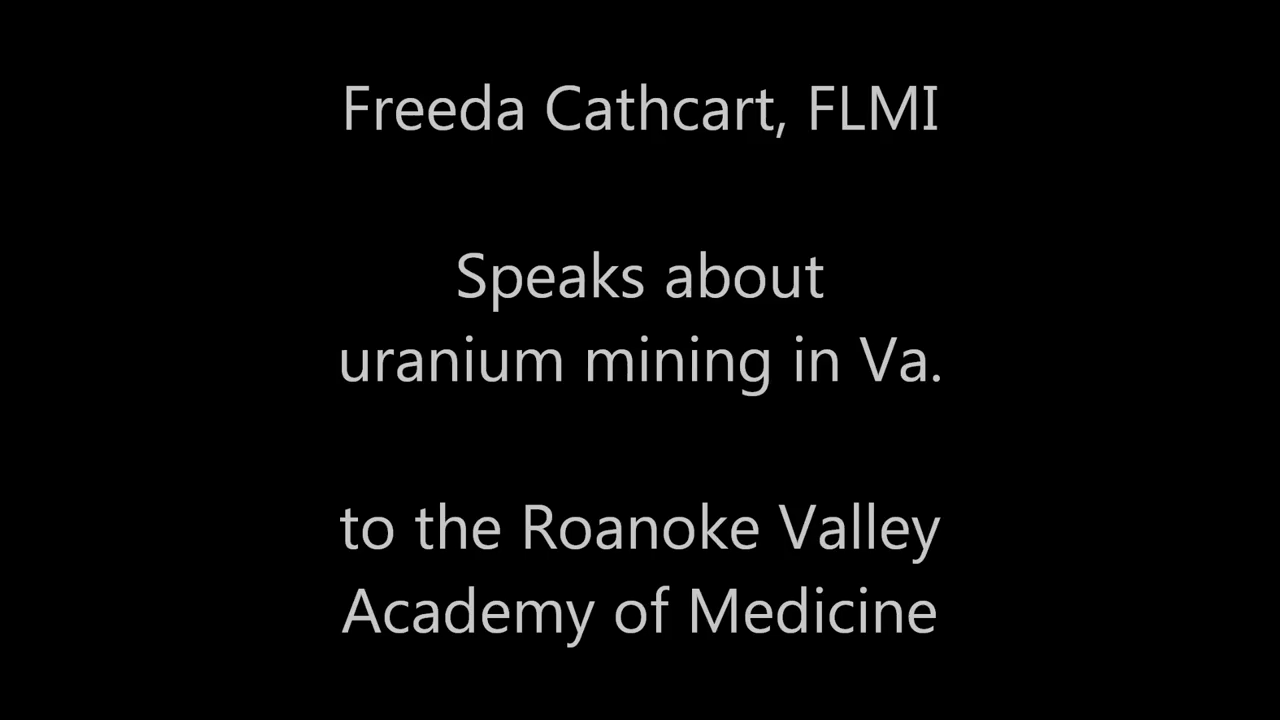 Freeda Cathcart, FLMI
Speaks about
uranium mining in Va.
to the Roanoke Valley
Academy of Medicine